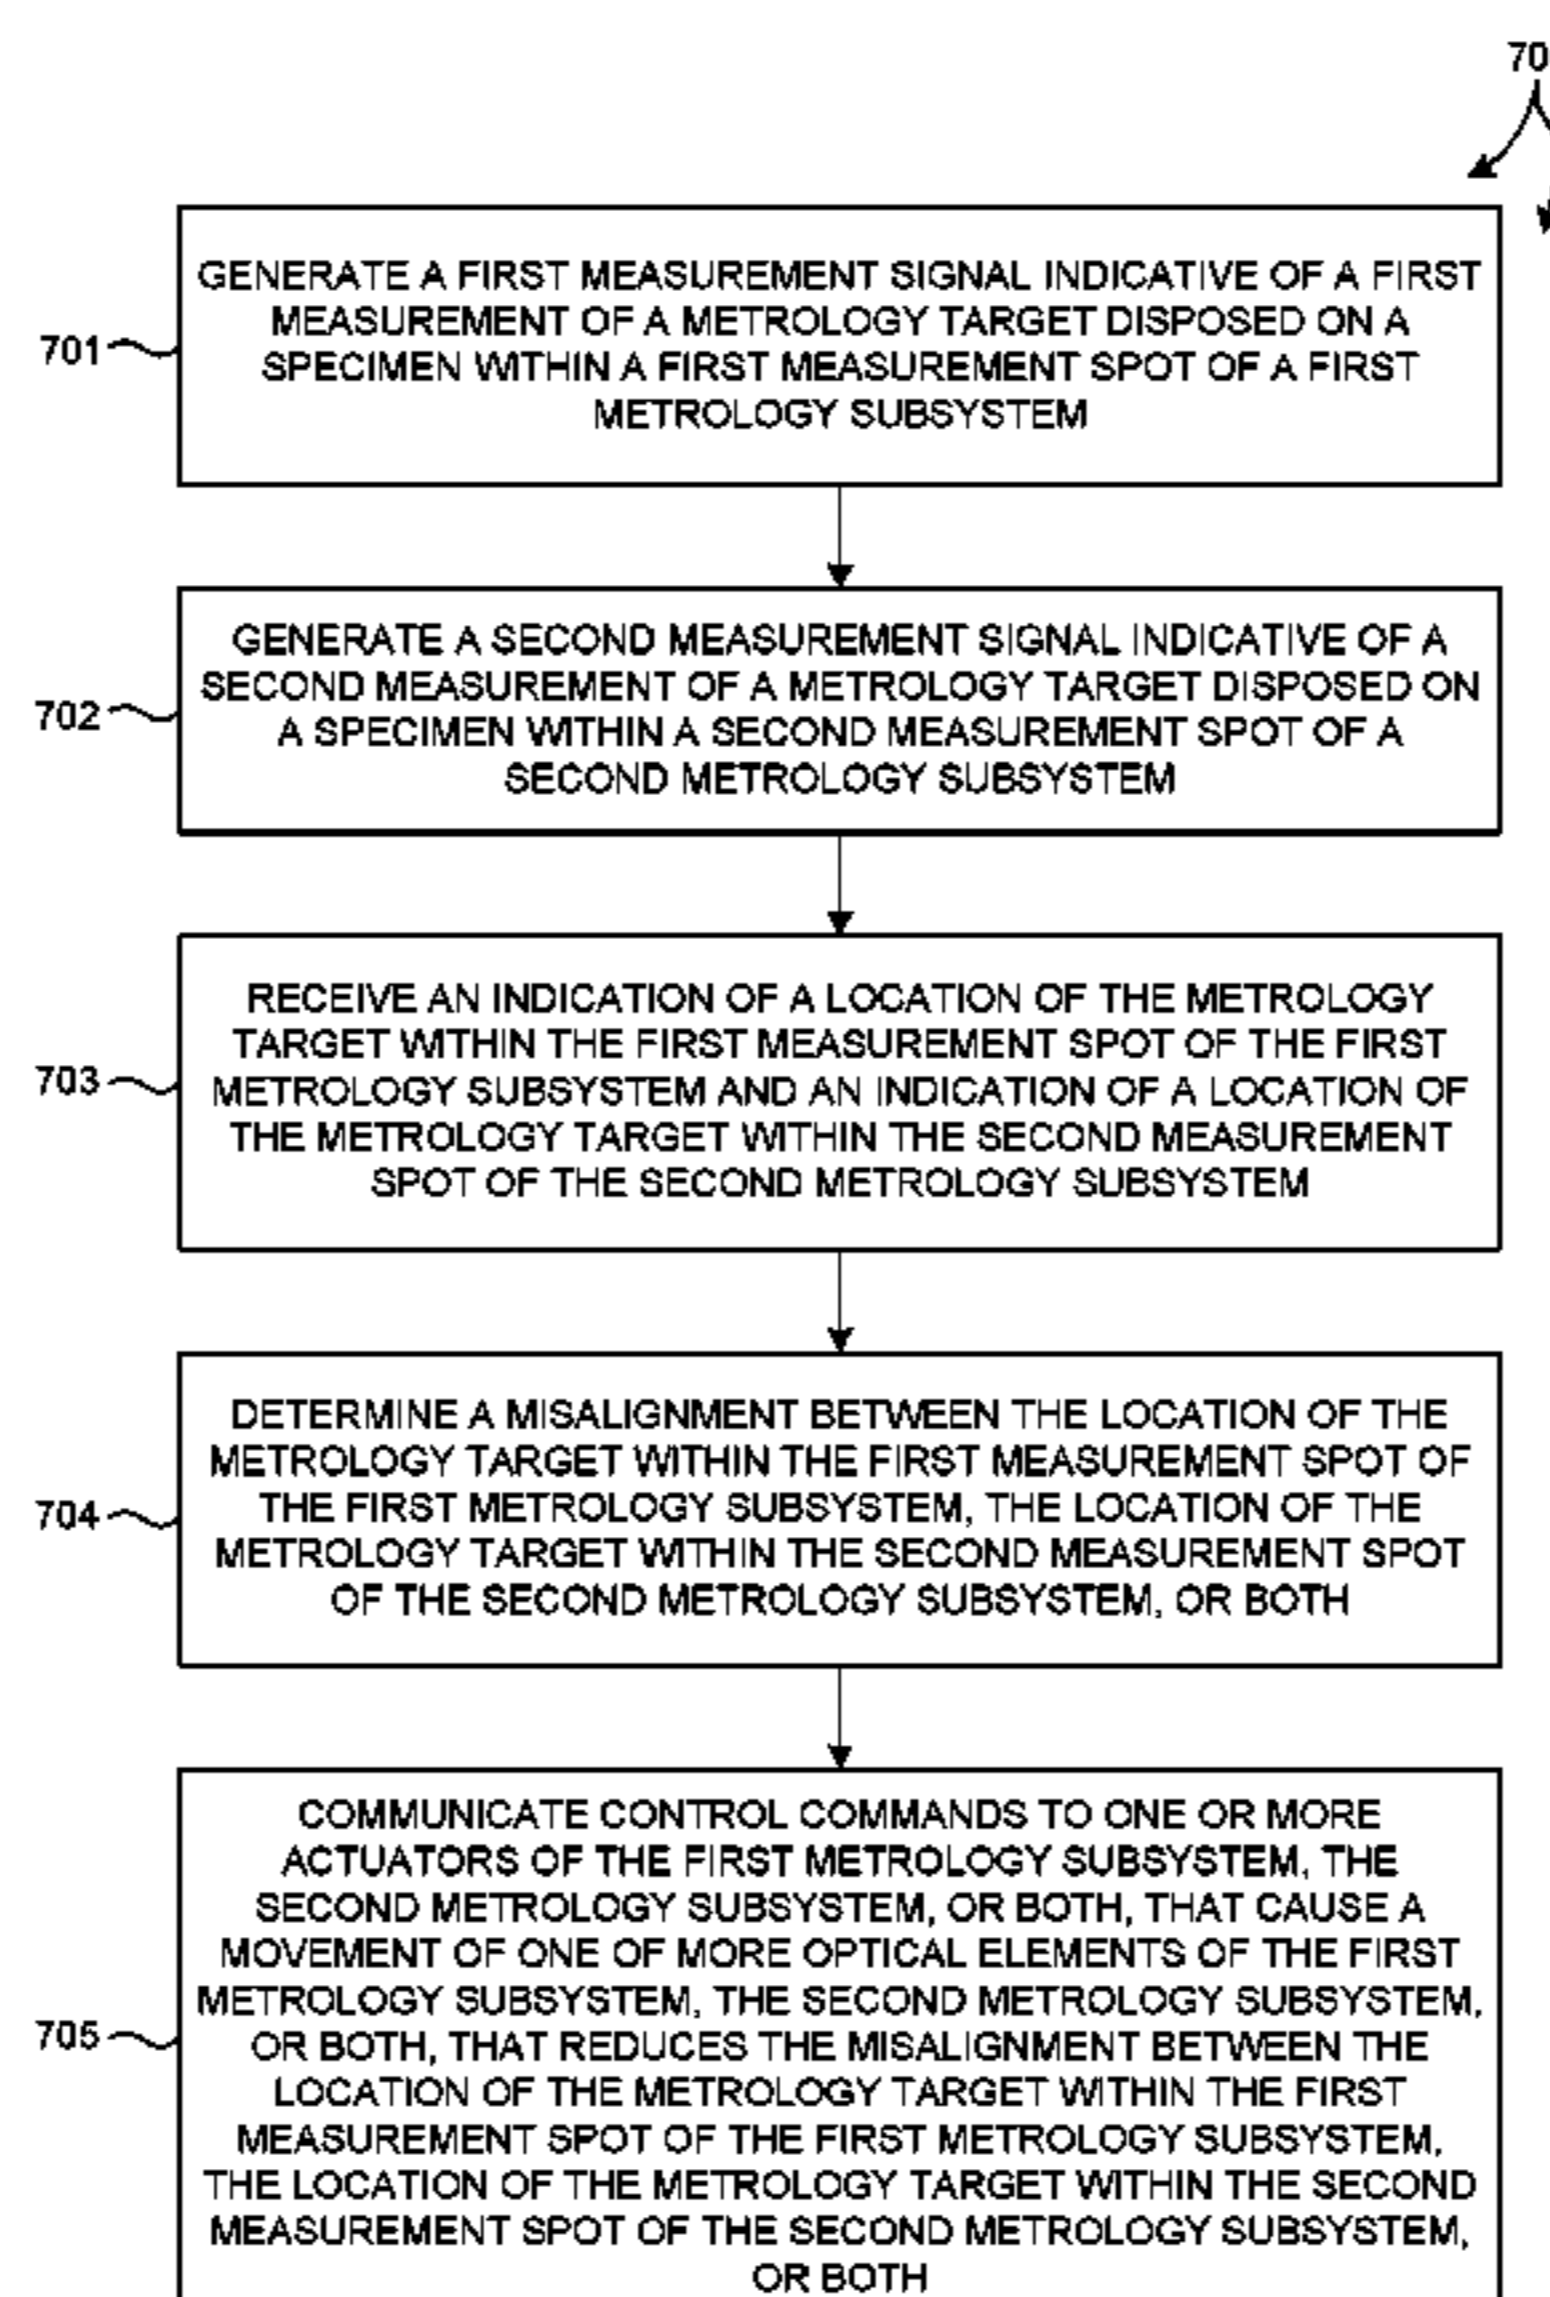 70
GENERATE A FIRST MEASUREMENT SIGNAL INDICATIVE OF A FIRST
MEASUREMENT OF A METROLOGY TARGET DISPOSED ON A
SPECIMEN WITHIN A FIRST MEASUREMENT SPOT OF A FIRST
METROLOGY SUBSYSTEM
701
GENERATE A SECOND MEASUREMENT SIGNAL INDICATIVE OF A
SECOND MEASUREMENT OF A METROLOGY TARGET DISPOSED ON
A SPECIMEN WITHIN A SECOND MEASUREMENT SPOT OF A
SECOND METROLOGY SUBSYSTEM
702
RECEIVE AN INDICATION OF A LOCATION OF THE METROLOGY
TARGET WITHIN THE FIRST MEASUREMENT SPOT OF THE FIRST
METROLOGY SUBSYSTEM AND AN INDICATION OF A LOCATION OF
THE METROLOGY TARGET WITHIN THE SECOND MEASUREMENT
SPOT OF THE SECOND METROLOGY SUBSYSTEM
703
DETERMINE A MISALIGNMENT BETWEEN THE LOCATION OF THE
METROLOGY TARGET WITHIN THE FIRST MEASUREMENT SPOT OF
THE FIRST METROLOGY SUBSYSTEM, THE LOCATION OF THE
METROLOGY TARGET WITHIN THE SECOND MEASUREMENT SPOT
OF THE SECOND METROLOGY SUBSYSTEM, OR BOTH
704
COMMUNICATE CONTROL COMMANDS TO ONE OR MORE
ACTUATORS OF THE FIRST METROLOGY SUBSYSTEM, THE
SECOND METROLOGY SUBSYSTEM, OR BOTH, THAT CAUSE A
MOVEMENT OF ONE OF MORE OPTICAL ELEMENTS OF THE FIRST
METROLOGY SUBSYSTEM, THE SECOND METROLOGY SUBSYSTEM,
OR BOTH, THAT REDUCES THE MISALIGNMENT BETWEEN THE
LOCATION OF THE METROLOGY TARGET WITHIN THE FIRST
MEASUREMENT SPOT OF THE FIRST METROLOGY SUBSYSTEM,
THE LOCATION OF THE METROLOGY TARGET WITHIN THE SECOND
MEASUREMENT SPOT OF THE SECOND METROLOGY SUBSYSTEM,
OR BOTH
705